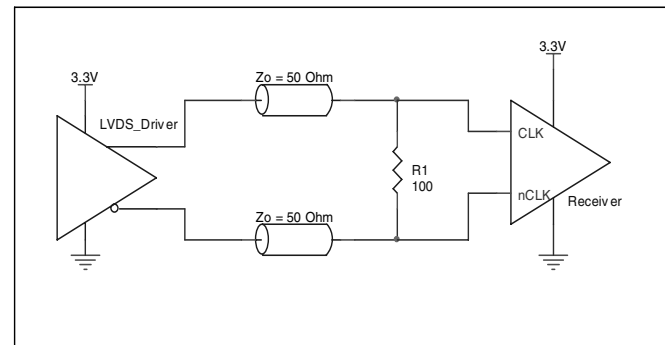 3.3V
LVDS_Driver
Zo = 50 Ohm
Zo = 50 Ohm
R1
100
3.3V
CLK
nCLK
Receiver